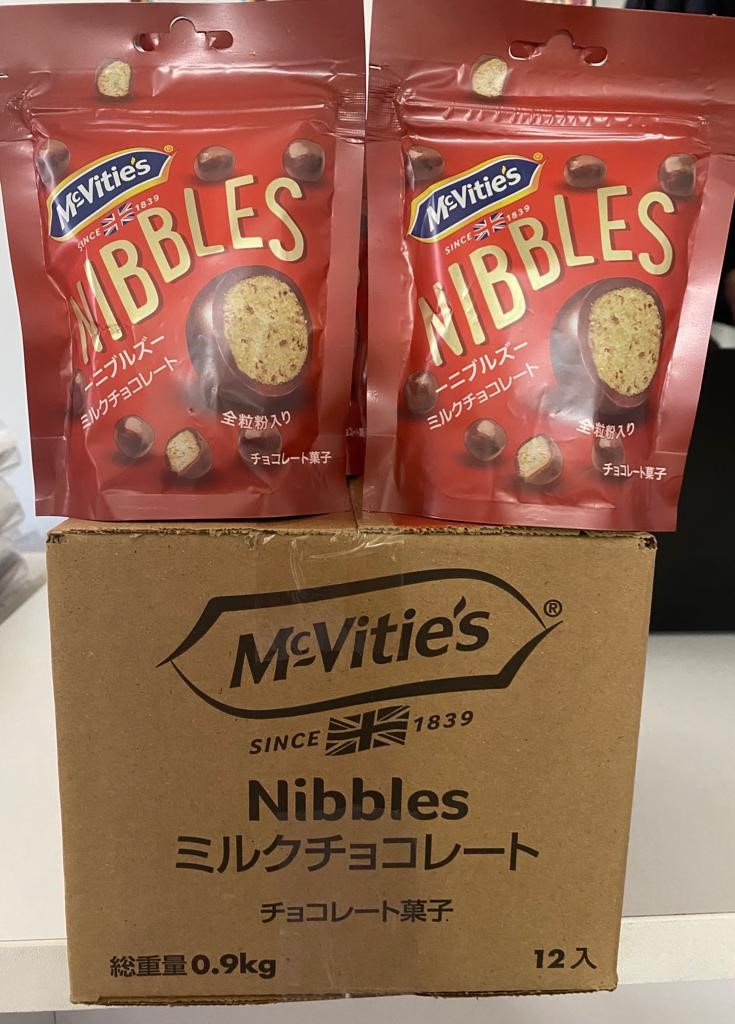 McVitie's®
SINCE 1839
NIBBLES
ーニブルズー
ミルクチョコレート
全粒粉入り
チョコレート菓子
McVitie's®
SINCE 1839
NIBBLES
ーニブルズー
ミルクチョコレート
全粒粉入り
チョコレート菓子
McVitie's®
SINCE 1839
Nibbles
ミルクチョコレート
チョコレート菓子
総重量0.9kg
12入